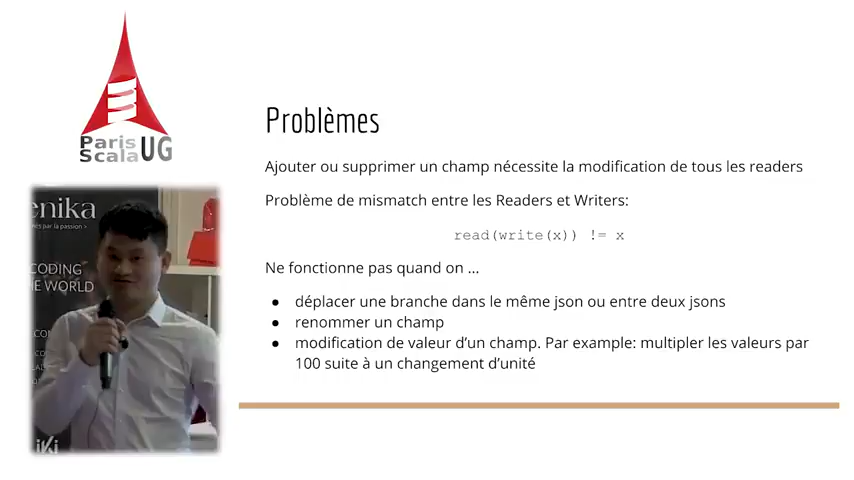 Paris
Scala UG
Problèmes
Ajouter ou supprimer un champ nécessite la modification de tous les readers
Problème de mismatch entre les Readers et Writers:
read(write(x)) != x
Ne fonctionne pas quand on ...
● déplacer une branche dans le même json ou entre deux jsons
● renommer un champ
● modification de valeur d'un champ. Par example: multipler les valeurs par
100 suite à un changement d'unité
enika
par la passion >
CODING
THE WORLD